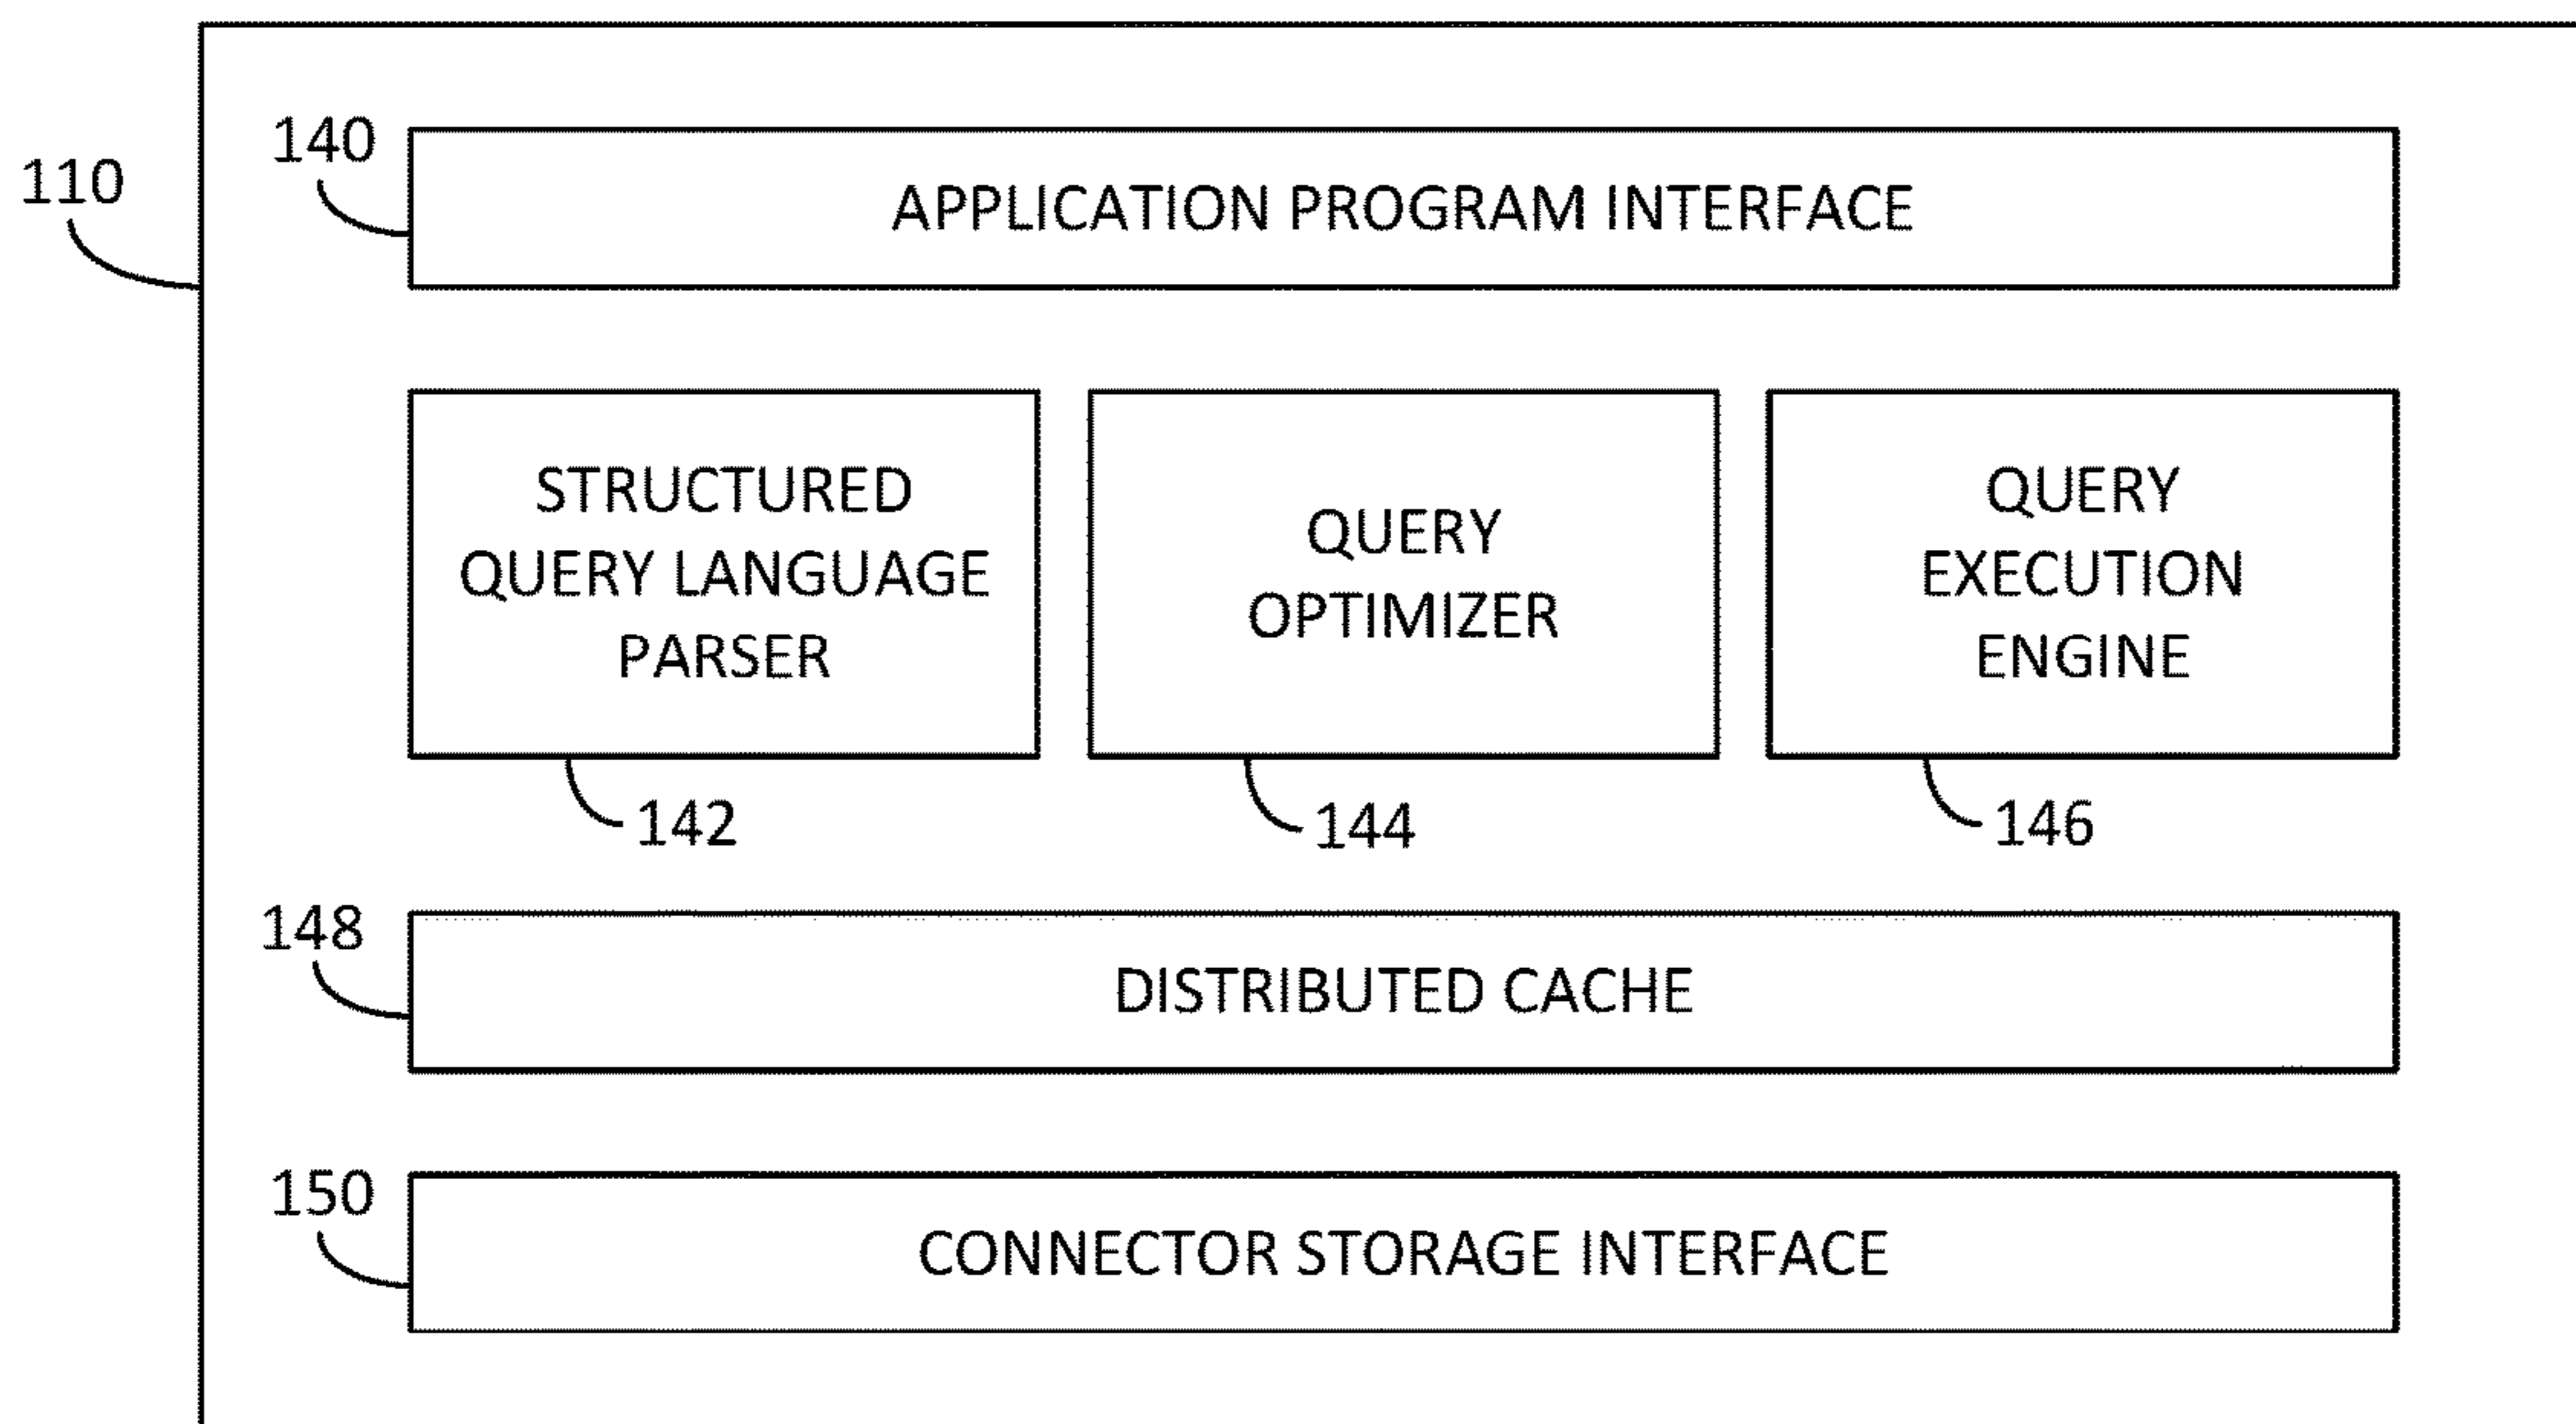 140
110
APPLICATION PROGRAM INTERFACE
STRUCTURED
QUERY LANGUAGE
PARSER
QUERY
OPTIMIZER
QUERY
EXECUTION
ENGINE
142
144
146
148
DISTRIBUTED CACHE
150
CONNECTOR STORAGE INTERFACE